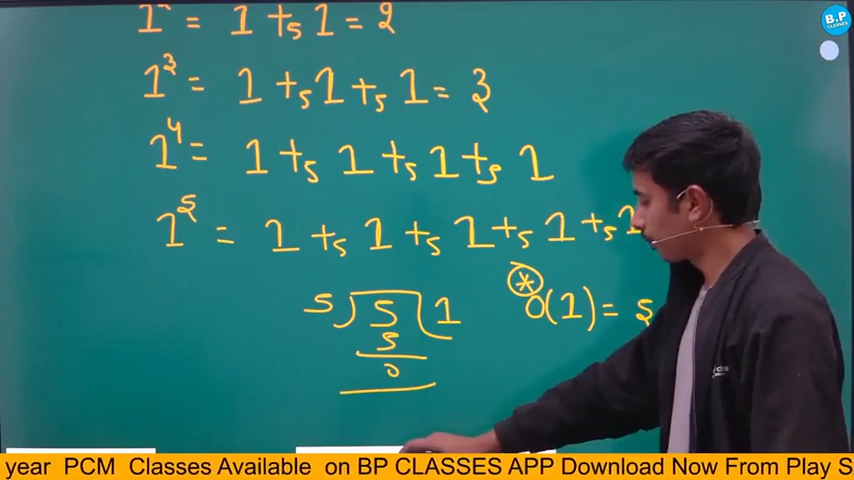 B.P
CLASSES
1² = 1 +₅ 1 = 2
1³ = 1 +₅ 1 +₅ 1 = 3
1⁴ = 1 +₅ 1 +₅ 1 +₅ 1
1⁵ = 1 +₅ 1 +₅ 1 +₅ 1 +₅ 1
5 ) 5 ( 1
5
0
* O(1) = 5
year PCM Classes Available on BP CLASSES APP Download Now From Play S